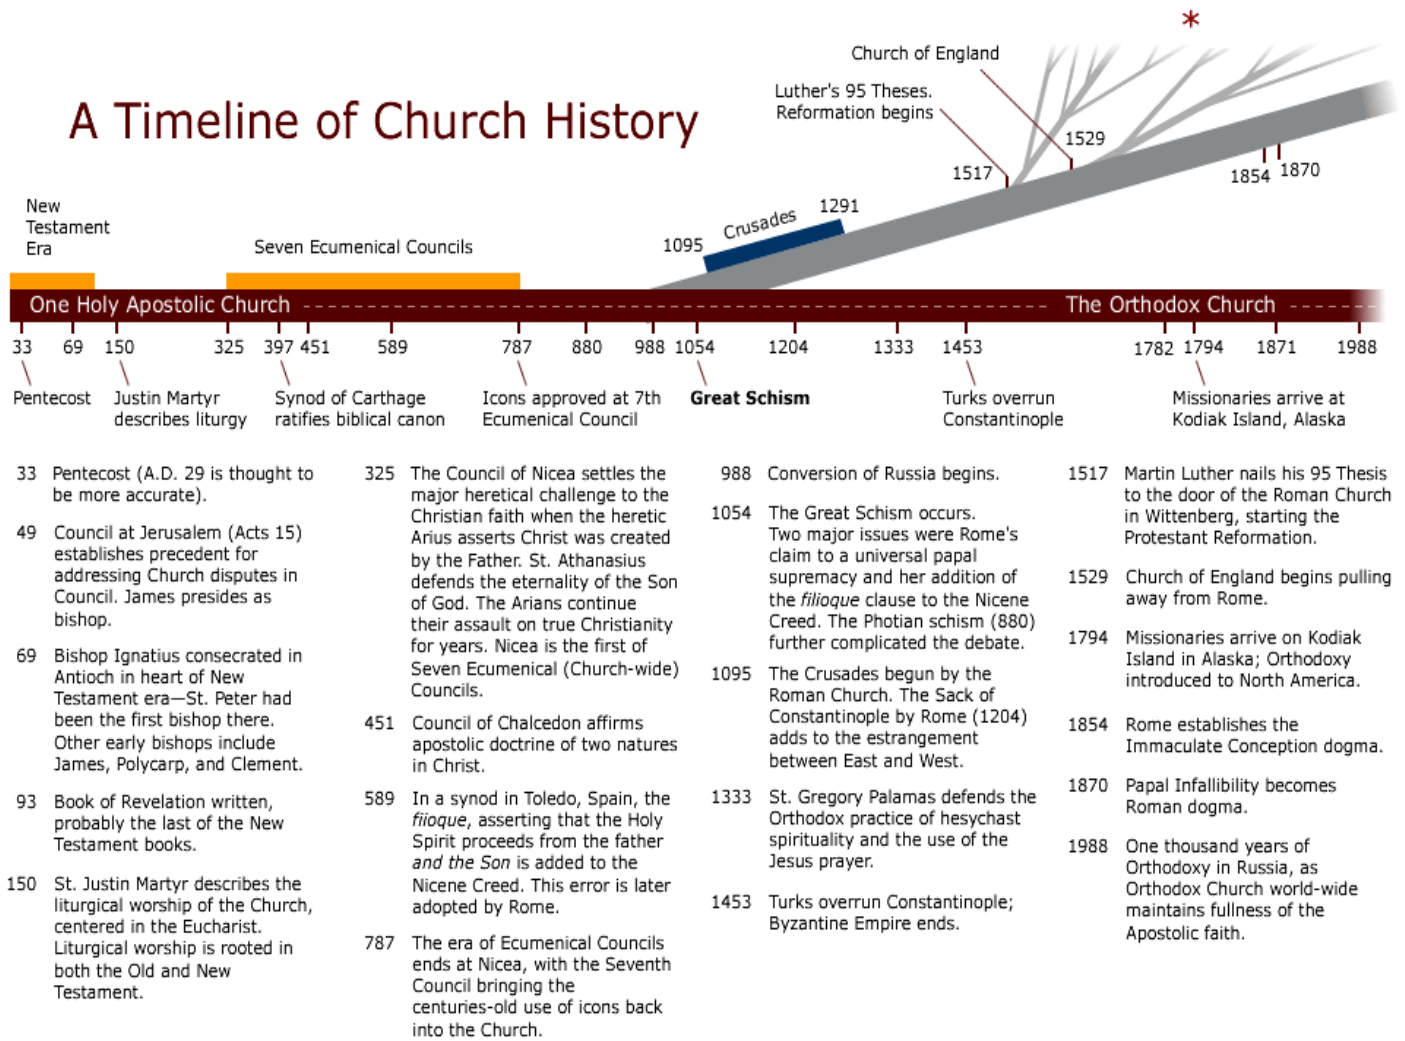 *
Church of England
Luther's 95 Theses.
Reformation begins
A Timeline of Church History
1529
1517
1854 1870
New
Testament
Era
Seven Ecumenical Councils
1095
Crusades
1291
One Holy Apostolic Church
The Orthodox Church
33 69 150 325 397 451 589 787 880 988 1054 1204 1333 1453 1782 1794 1871 1988
Pentecost
Justin Martyr
describes liturgy
Synod of Carthage
ratifies biblical canon
Icons approved at 7th
Ecumenical Council
Great Schism
Turks overrun
Constantinople
Missionaries arrive at
Kodiak Island, Alaska
33 Pentecost (A.D. 29 is thought to
be more accurate).
49 Council at Jerusalem (Acts 15)
establishes precedent for
addressing Church disputes in
Council. James presides as
bishop.
69 Bishop Ignatius consecrated in
Antioch in heart of New
Testament era—St. Peter had
been the first bishop there.
Other early bishops include
James, Polycarp, and Clement.
93 Book of Revelation written,
probably the last of the New
Testament books.
150 St. Justin Martyr describes the
liturgical worship of the Church,
centered in the Eucharist.
Liturgical worship is rooted in
both the Old and New
Testament.
325 The Council of Nicea settles the
major heretical challenge to the
Christian faith when the heretic
Arius asserts Christ was created
by the Father. St. Athanasius
defends the eternality of the Son
of God. The Arians continue
their assault on true Christianity
for years. Nicea is the first of
Seven Ecumenical (Church-wide)
Councils.
451 Council of Chalcedon affirms
apostolic doctrine of two natures
in Christ.
589 In a synod in Toledo, Spain, the
fiioque, asserting that the Holy
Spirit proceeds from the father
and the Son is added to the
Nicene Creed. This error is later
adopted by Rome.
787 The era of Ecumenical Councils
ends at Nicea, with the Seventh
Council bringing the
centuries-old use of icons back
into the Church.
988 Conversion of Russia begins.
1054 The Great Schism occurs.
Two major issues were Rome's
claim to a universal papal
supremacy and her addition of
the filioque clause to the Nicene
Creed. The Photian schism (880)
further complicated the debate.
1095 The Crusades begun by the
Roman Church. The Sack of
Constantinople by Rome (1204)
adds to the estrangement
between East and West.
1333 St. Gregory Palamas defends the
Orthodox practice of hesychast
spirituality and the use of the
Jesus prayer.
1453 Turks overrun Constantinople;
Byzantine Empire ends.
1517 Martin Luther nails his 95 Thesis
to the door of the Roman Church
in Wittenberg, starting the
Protestant Reformation.
1529 Church of England begins pulling
away from Rome.
1794 Missionaries arrive on Kodiak
Island in Alaska; Orthodoxy
introduced to North America.
1854 Rome establishes the
Immaculate Conception dogma.
1870 Papal Infallibility becomes
Roman dogma.
1988 One thousand years of
Orthodoxy in Russia, as
Orthodox Church world-wide
maintains fullness of the
Apostolic faith.